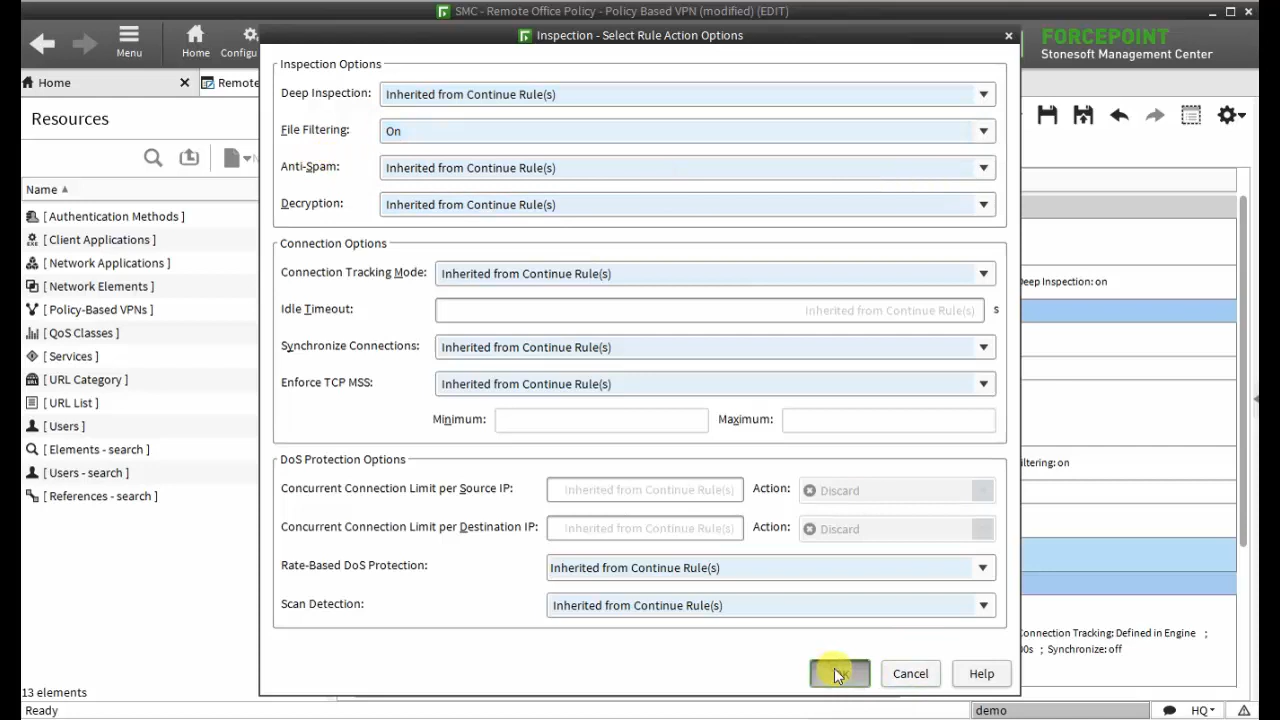 SMC - Remote Office Policy - Policy Based VPN (modified) (EDIT)
Menu
Home
Configu
Inspection - Select Rule Action Options
FORCEPOINT
Stonesoft Management Center
Home
Remote
Resources
Name
[ Authentication Methods ]
[ Client Applications ]
[ Network Applications ]
[ Network Elements ]
[ Policy-Based VPNs ]
[ QoS Classes ]
[ Services ]
[ URL Category ]
[ URL List ]
[ Users ]
[ Elements - search ]
[ Users - search ]
[ References - search ]
13 elements
Ready
Inspection Options
Deep Inspection: Inherited from Continue Rule(s)
File Filtering: On
Anti-Spam: Inherited from Continue Rule(s)
Decryption: Inherited from Continue Rule(s)
Connection Options
Connection Tracking Mode: Inherited from Continue Rule(s)
Idle Timeout: Inherited from Continue Rule(s) s
Synchronize Connections: Inherited from Continue Rule(s)
Enforce TCP MSS: Inherited from Continue Rule(s)
Minimum: Maximum:
DoS Protection Options
Concurrent Connection Limit per Source IP: Inherited from Continue Rule(s) Action: Discard
Concurrent Connection Limit per Destination IP: Inherited from Continue Rule(s) Action: Discard
Rate-Based DoS Protection: Inherited from Continue Rule(s)
Scan Detection: Inherited from Continue Rule(s)
Cancel
Help
eep Inspection: on
iltering: on
onnection Tracking: Defined in Engine ;
0s ; Synchronize: off
demo
HQ